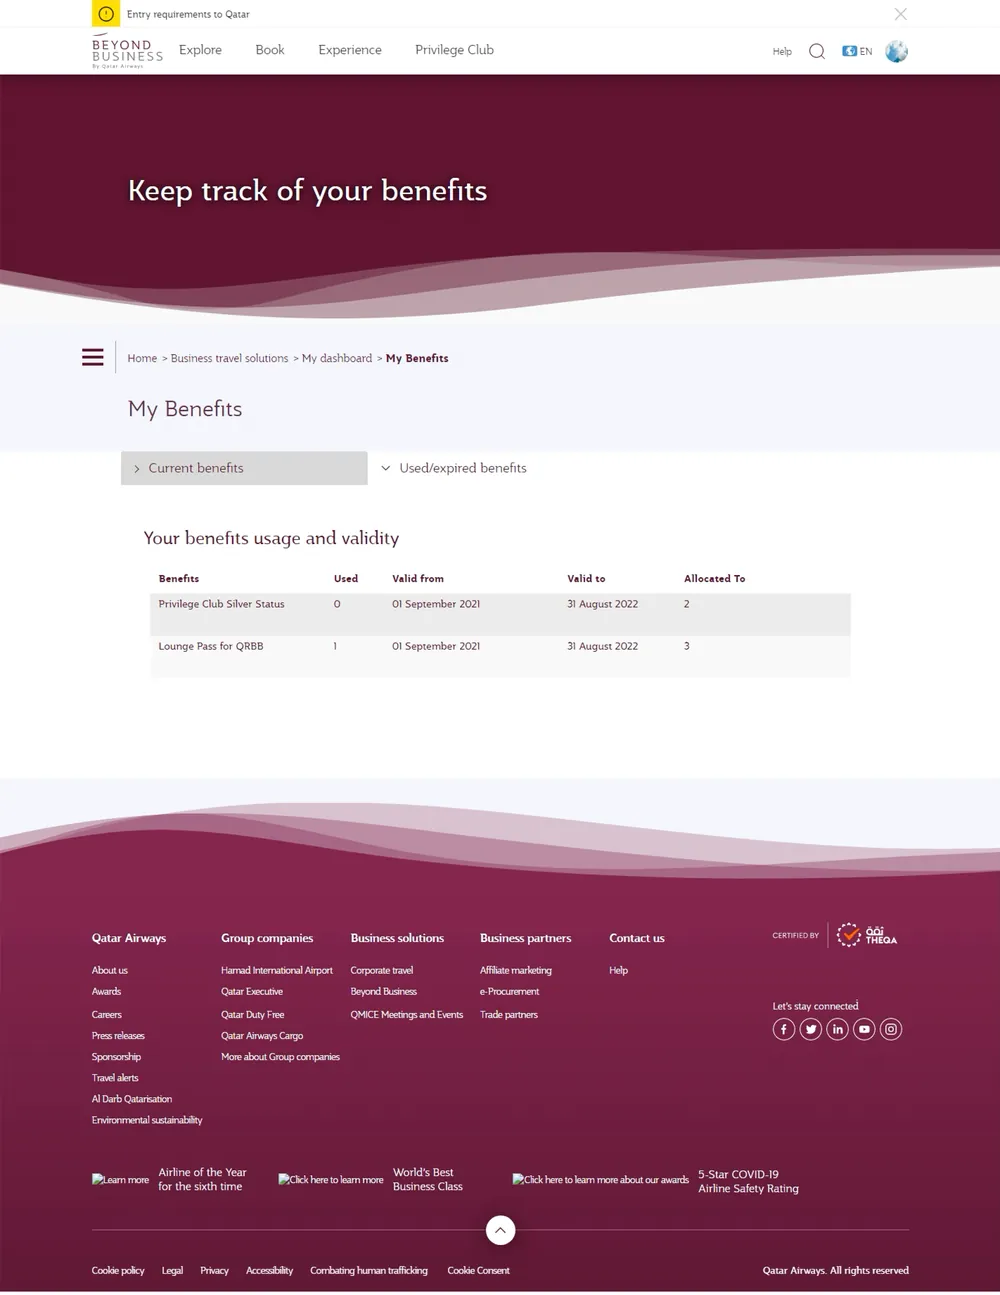 Entry requirements to Qatar
BEYOND
BUSINESS
By Qatar Airways
Explore
Book
Experience
Privilege Club
Help
EN
Keep track of your benefits
Home > Business travel solutions > My dashboard > My Benefits
My Benefits
Current benefits
Used/expired benefits
Your benefits usage and validity
Benefits Used Valid from Valid to Allocated To
Privilege Club Silver Status 0 01 September 2021 31 August 2022 2
Lounge Pass for QRBB 1 01 September 2021 31 August 2022 3
Qatar Airways
About us
Awards
Careers
Press releases
Sponsorship
Travel alerts
Al Darb Qatarisation
Environmental sustainability
Group companies
Hamad International Airport
Qatar Executive
Qatar Duty Free
Qatar Airways Cargo
More about Group companies
Business solutions
Corporate travel
Beyond Business
QMICE Meetings and Events
Business partners
Affiliate marketing
e-Procurement
Trade partners
Contact us
Help
CERTIFIED BY
ثقة
THEQA
Let's stay connected
Learn more
Airline of the Year
for the sixth time
Click here to learn more
World's Best
Business Class
Click here to learn more about our awards
5-Star COVID-19
Airline Safety Rating
Cookie policy
Legal
Privacy
Accessibility
Combating human trafficking
Cookie Consent
Qatar Airways. All rights reserved